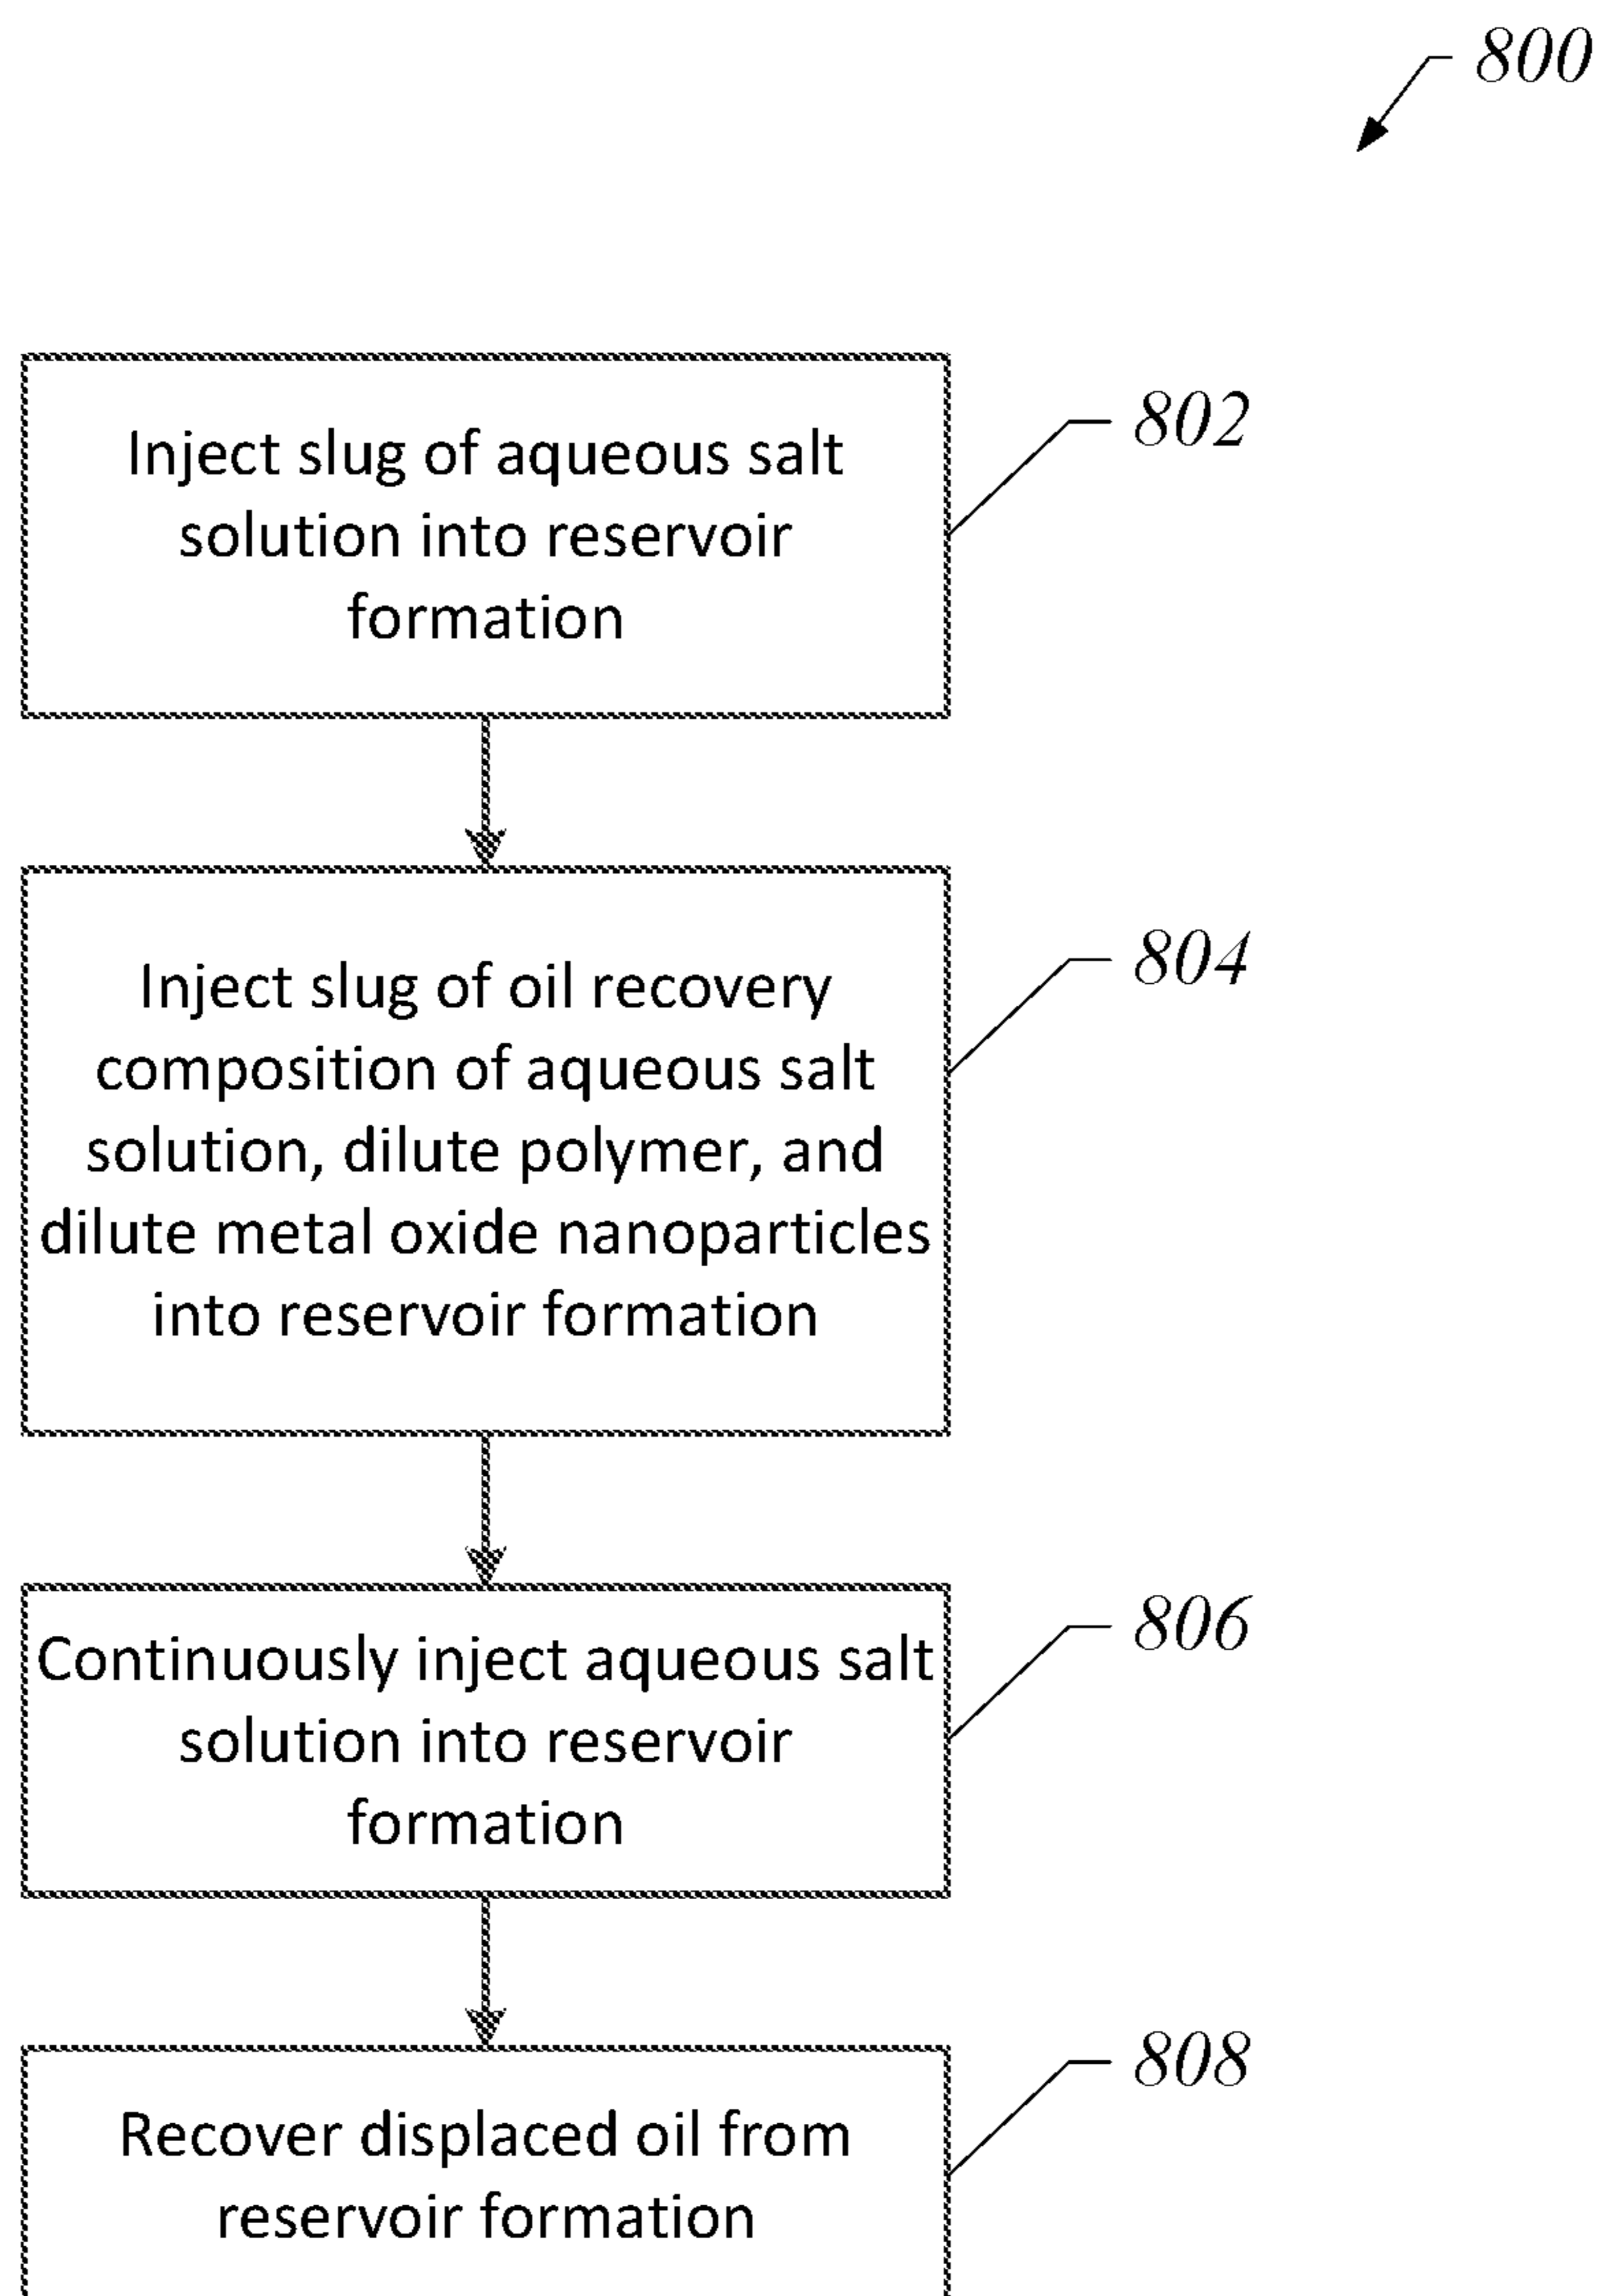 800
Inject slug of aqueous salt
solution into reservoir
formation
802
Inject slug of oil recovery
composition of aqueous salt
solution, dilute polymer, and
dilute metal oxide nanoparticles
into reservoir formation
804
Continuously inject aqueous salt
solution into reservoir
formation
806
Recover displaced oil from
reservoir formation
808